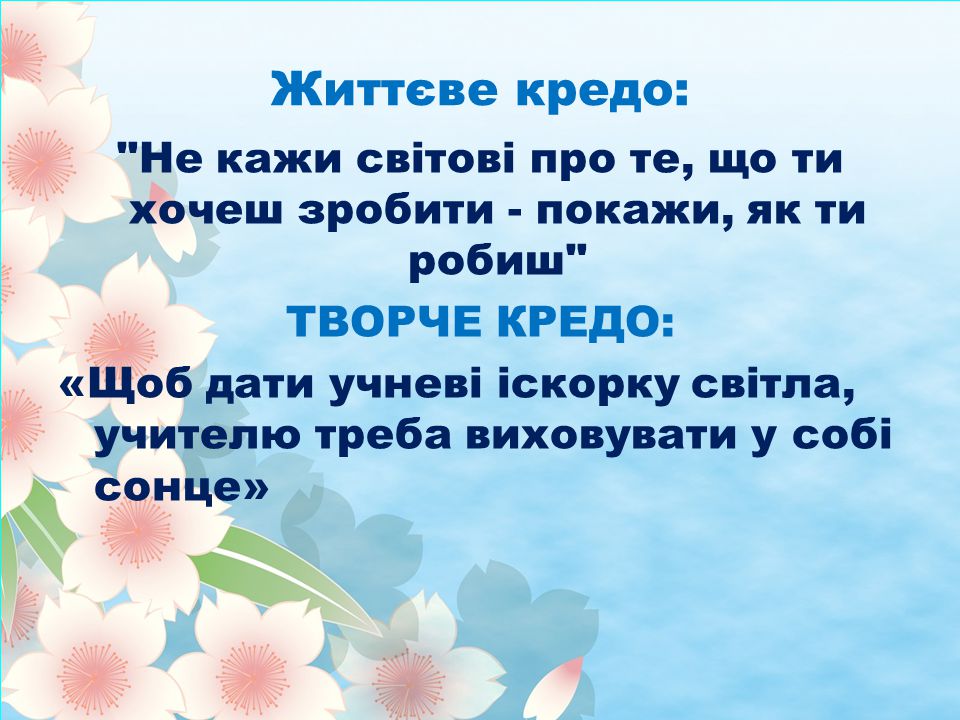 Життєве кредо:
"Не кажи світові про те, що ти
хочеш зробити - покажи, як ти
робиш"
ТВОРЧЕ КРЕДО:
«Щоб дати учневі іскорку світла,
учителю треба виховувати у собі
сонце»